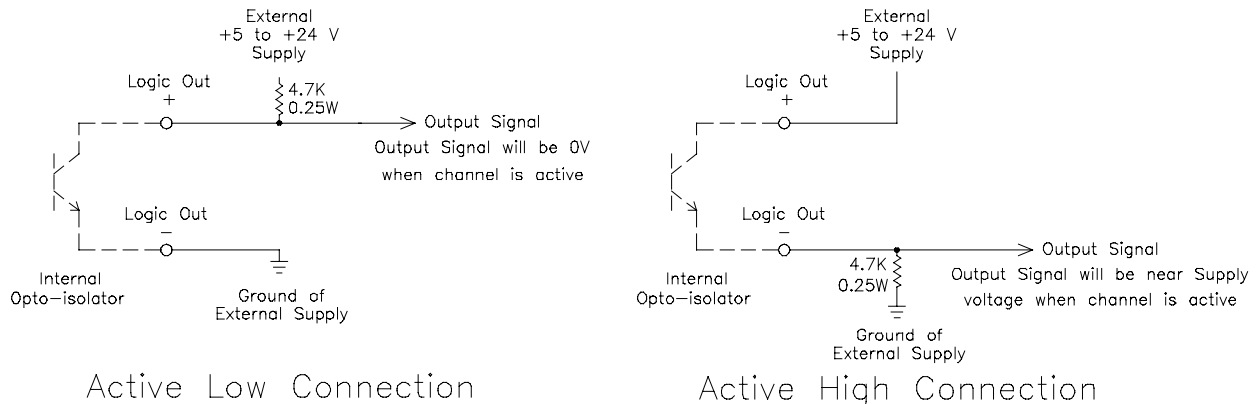 External
+5 to +24 V
Supply
Logic Out
+
4.7K
0.25W
Output Signal
Output Signal will be 0V
when channel is active
Logic Out
−
Internal
Opto-isolator
Ground of
External Supply
Active Low Connection
External
+5 to +24 V
Supply
Logic Out
+
Logic Out
−
4.7K
0.25W
Output Signal
Output Signal will be near Supply
voltage when channel is active
Internal
Opto-isolator
Ground of
External Supply
Active High Connection